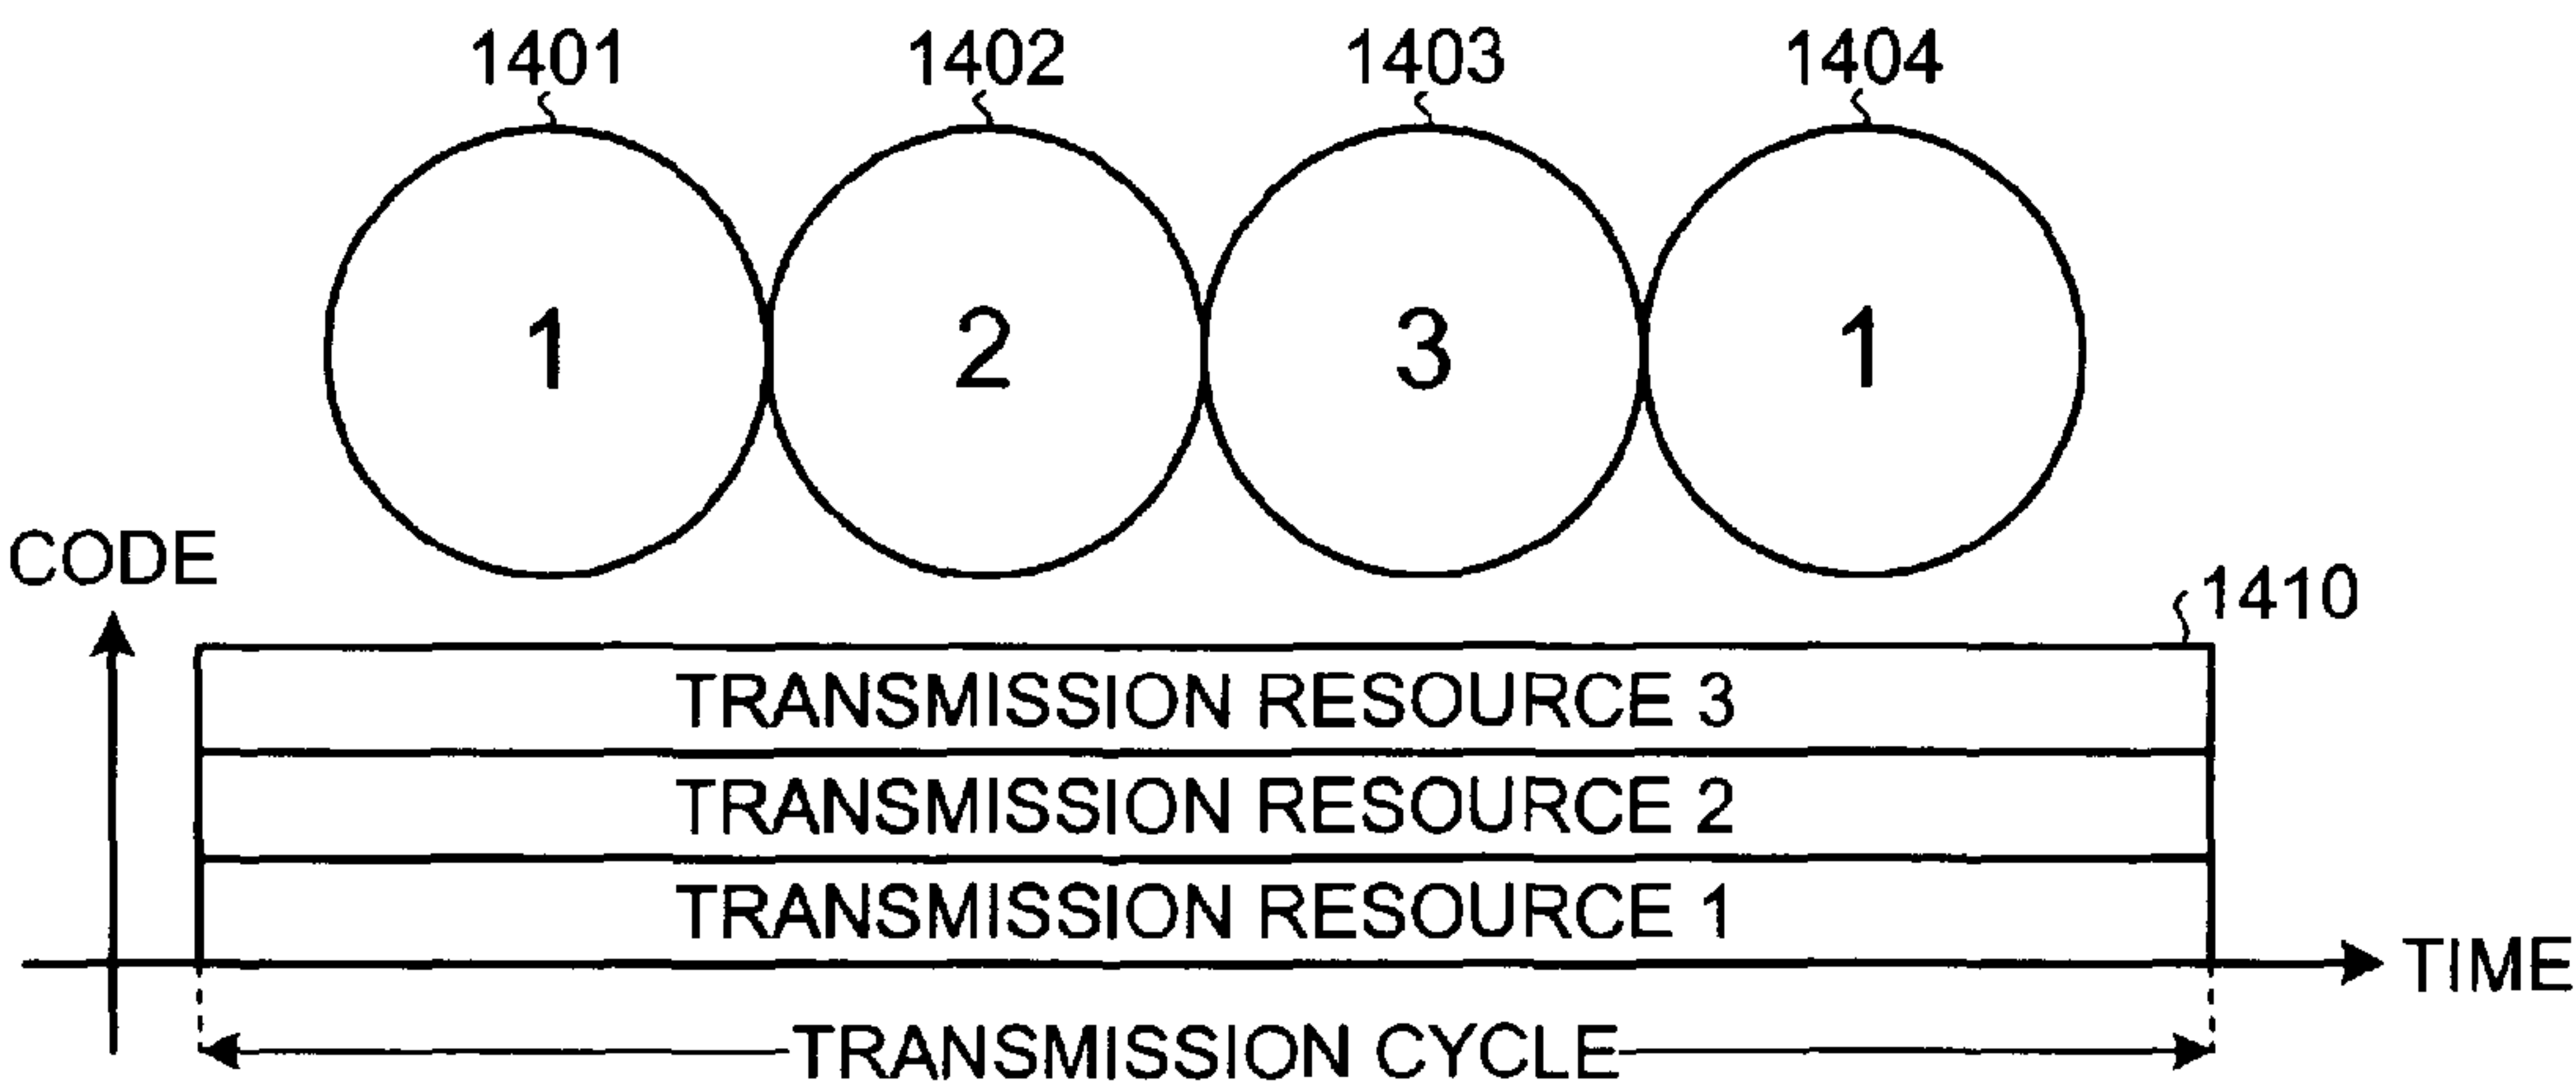 1401 1402 1403 1404
1 2 3 1
CODE
1410
TRANSMISSION RESOURCE 3
TRANSMISSION RESOURCE 2
TRANSMISSION RESOURCE 1
TIME
TRANSMISSION CYCLE